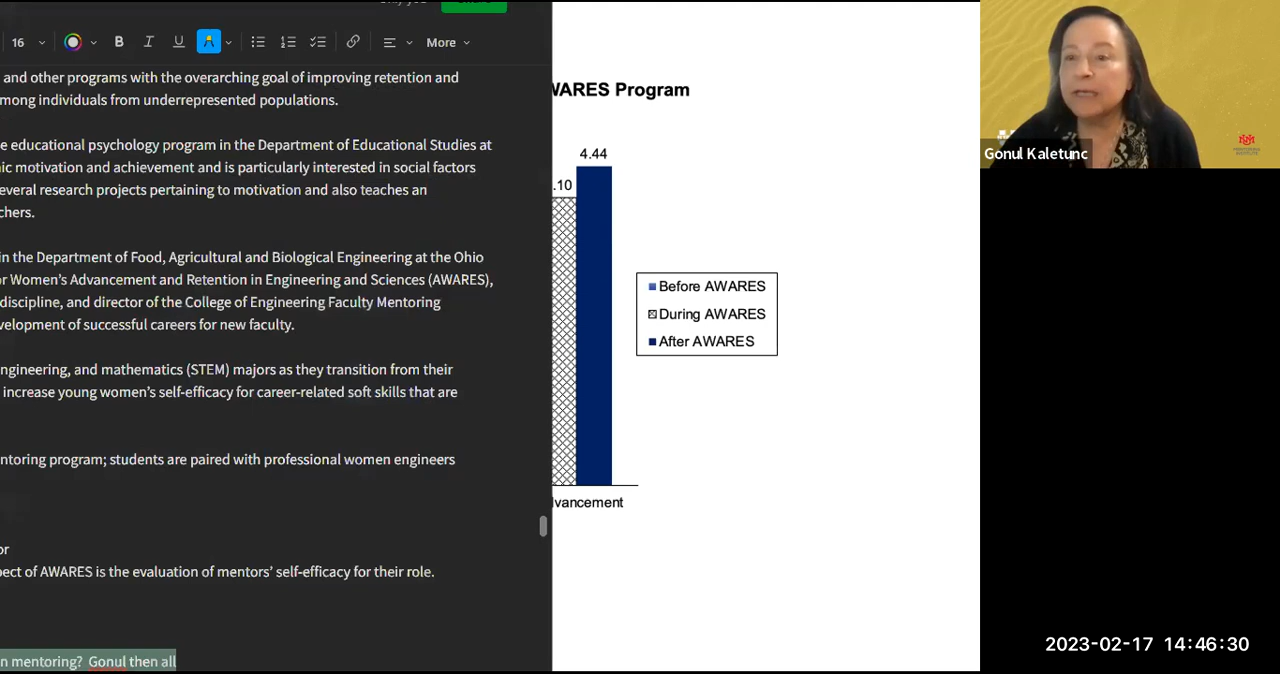 16
B
I
U
A
More
and other programs with the overarching goal of improving retention and
mong individuals from underrepresented populations.
e educational psychology program in the Department of Educational Studies at
ic motivation and achievement and is particularly interested in social factors
everal research projects pertaining to motivation and also teaches an
chers.
in the Department of Food, Agricultural and Biological Engineering at the Ohio
or Women's Advancement and Retention in Engineering and Sciences (AWARES),
discipline, and director of the College of Engineering Faculty Mentoring
velopment of successful careers for new faculty.
ngineering, and mathematics (STEM) majors as they transition from their
increase young women's self-efficacy for career-related soft skills that are
ntoring program; students are paired with professional women engineers
or
pect of AWARES is the evaluation of mentors' self-efficacy for their role.
n mentoring? Gonul then all
WARES Program
4.44
.10
Before AWARES
During AWARES
After AWARES
dvancement
Gonul Kaletunc
2023-02-17 14:46:30